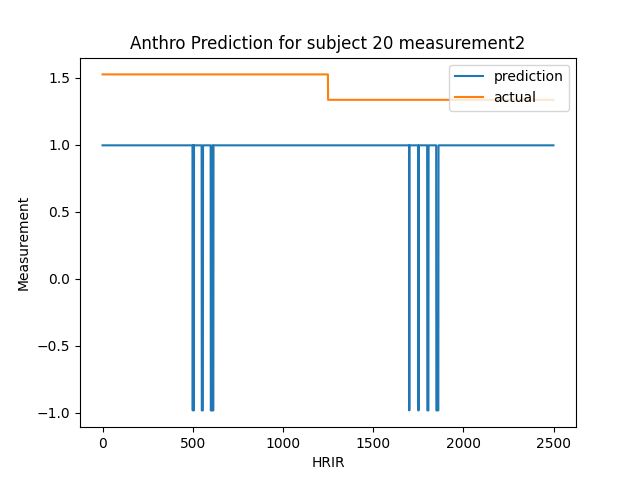 Anthro Prediction for subject 20 measurement2
prediction
actual
1.5
1.0
0.5
0.0
−0.5
−1.0
Measurement
0
500
1000
1500
2000
2500
HRIR